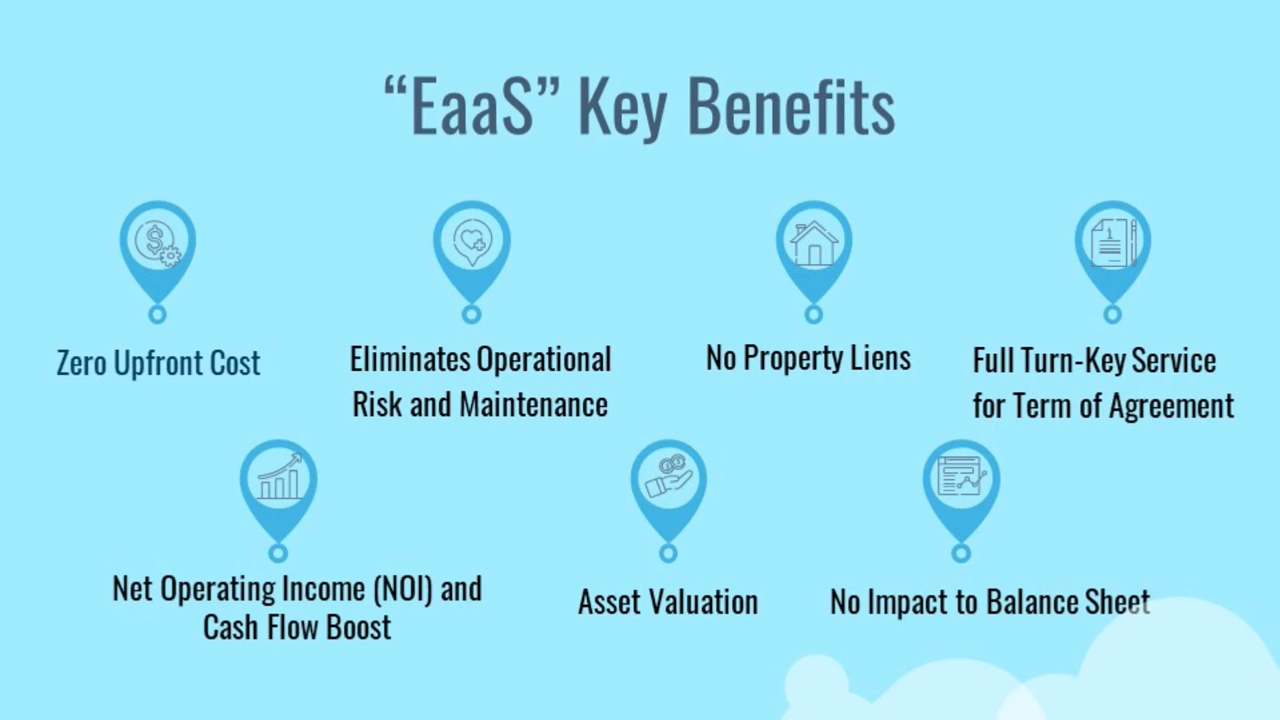 “EaaS” Key Benefits
Zero Upfront Cost
Eliminates Operational
Risk and Maintenance
No Property Liens
1
Full Turn-Key Service
for Term of Agreement
Net Operating Income (NOI) and
Cash Flow Boost
Asset Valuation
No Impact to Balance Sheet